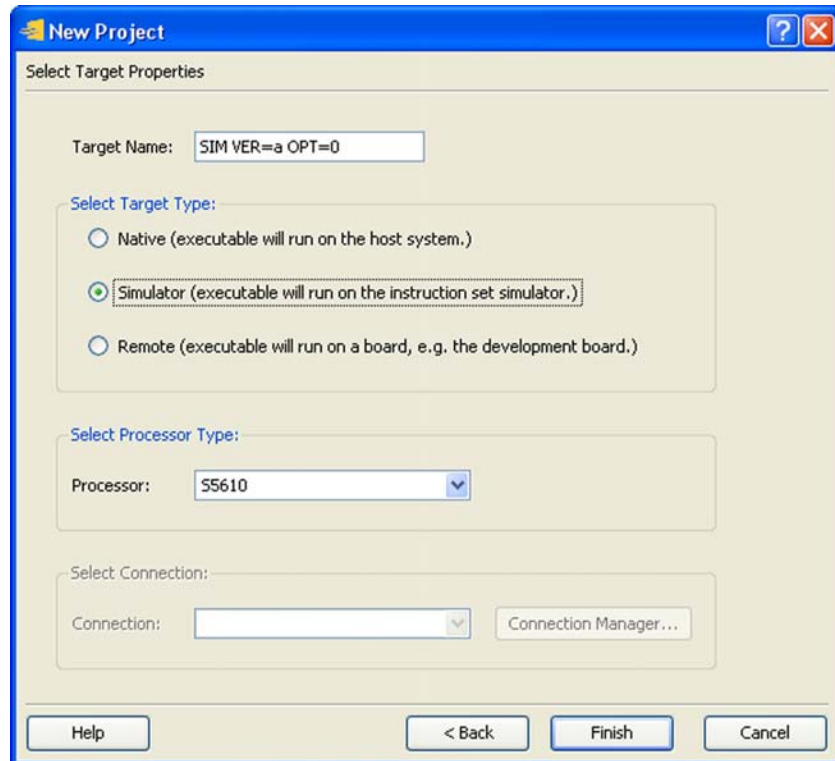 New Project
Select Target Properties
Target Name: SIM VER=a OPT=0
Select Target Type:
Native (executable will run on the host system.)
Simulator (executable will run on the instruction set simulator.)
Remote (executable will run on a board, e.g. the development board.)
Select Processor Type:
Processor: S5610
Select Connection:
Connection: Connection Manager...
Help < Back Finish Cancel